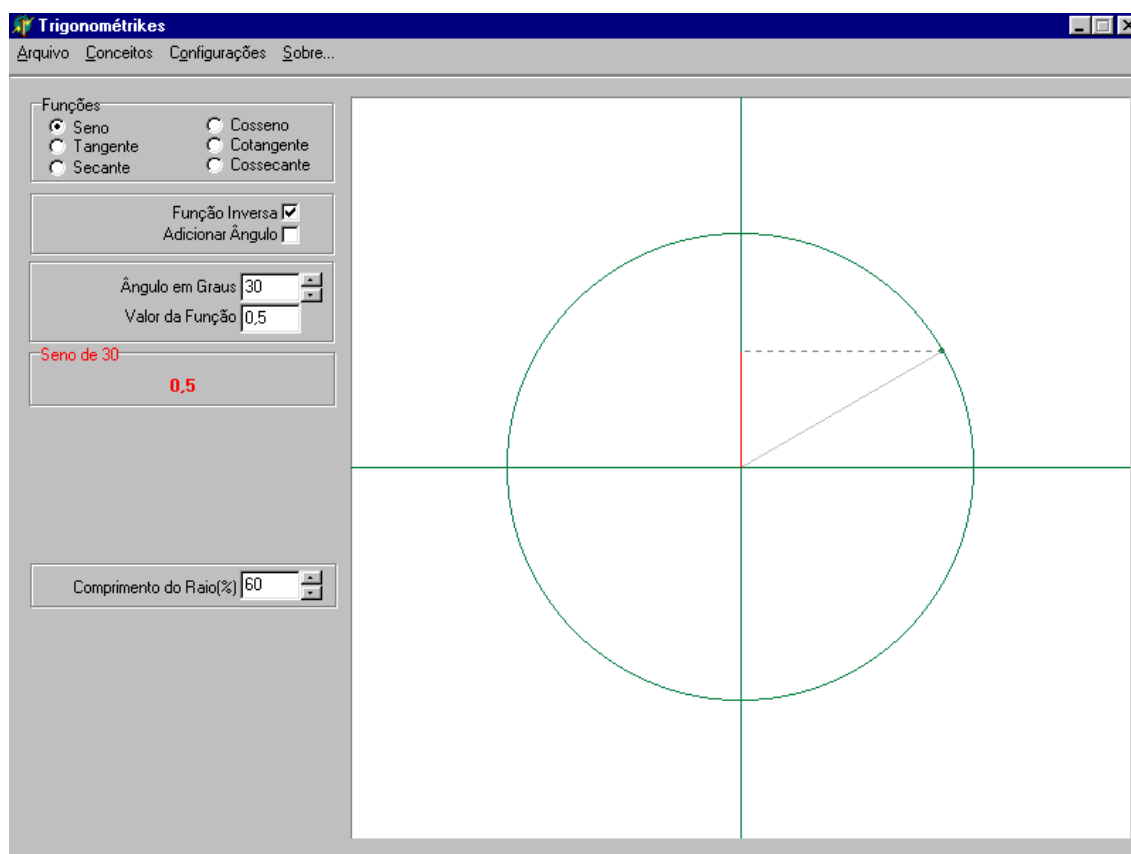 Trigonométrikes
Arquivo Conceitos Configurações Sobre...
Funções
Seno Cosseno
Tangente Cotangente
Secante Cossecante
Função Inversa
Adicionar Ângulo
Ângulo em Graus 30
Valor da Função 0,5
Seno de 30
0,5
Comprimento do Raio(%) 60